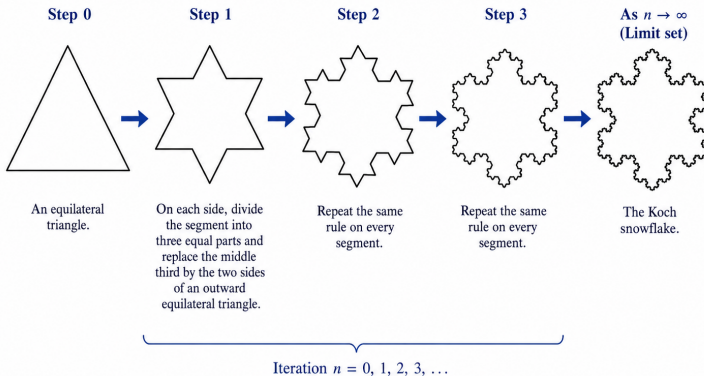 Step 0
Step 1
Step 2
Step 3
As n → ∞
(Limit set)
An equilateral
triangle.
On each side, divide
the segment into
three equal parts and
replace the middle
third by the two sides
of an outward
equilateral triangle.
Repeat the same
rule on every
segment.
Repeat the same
rule on every
segment.
The Koch
snowflake.
Iteration n = 0, 1, 2, 3, …